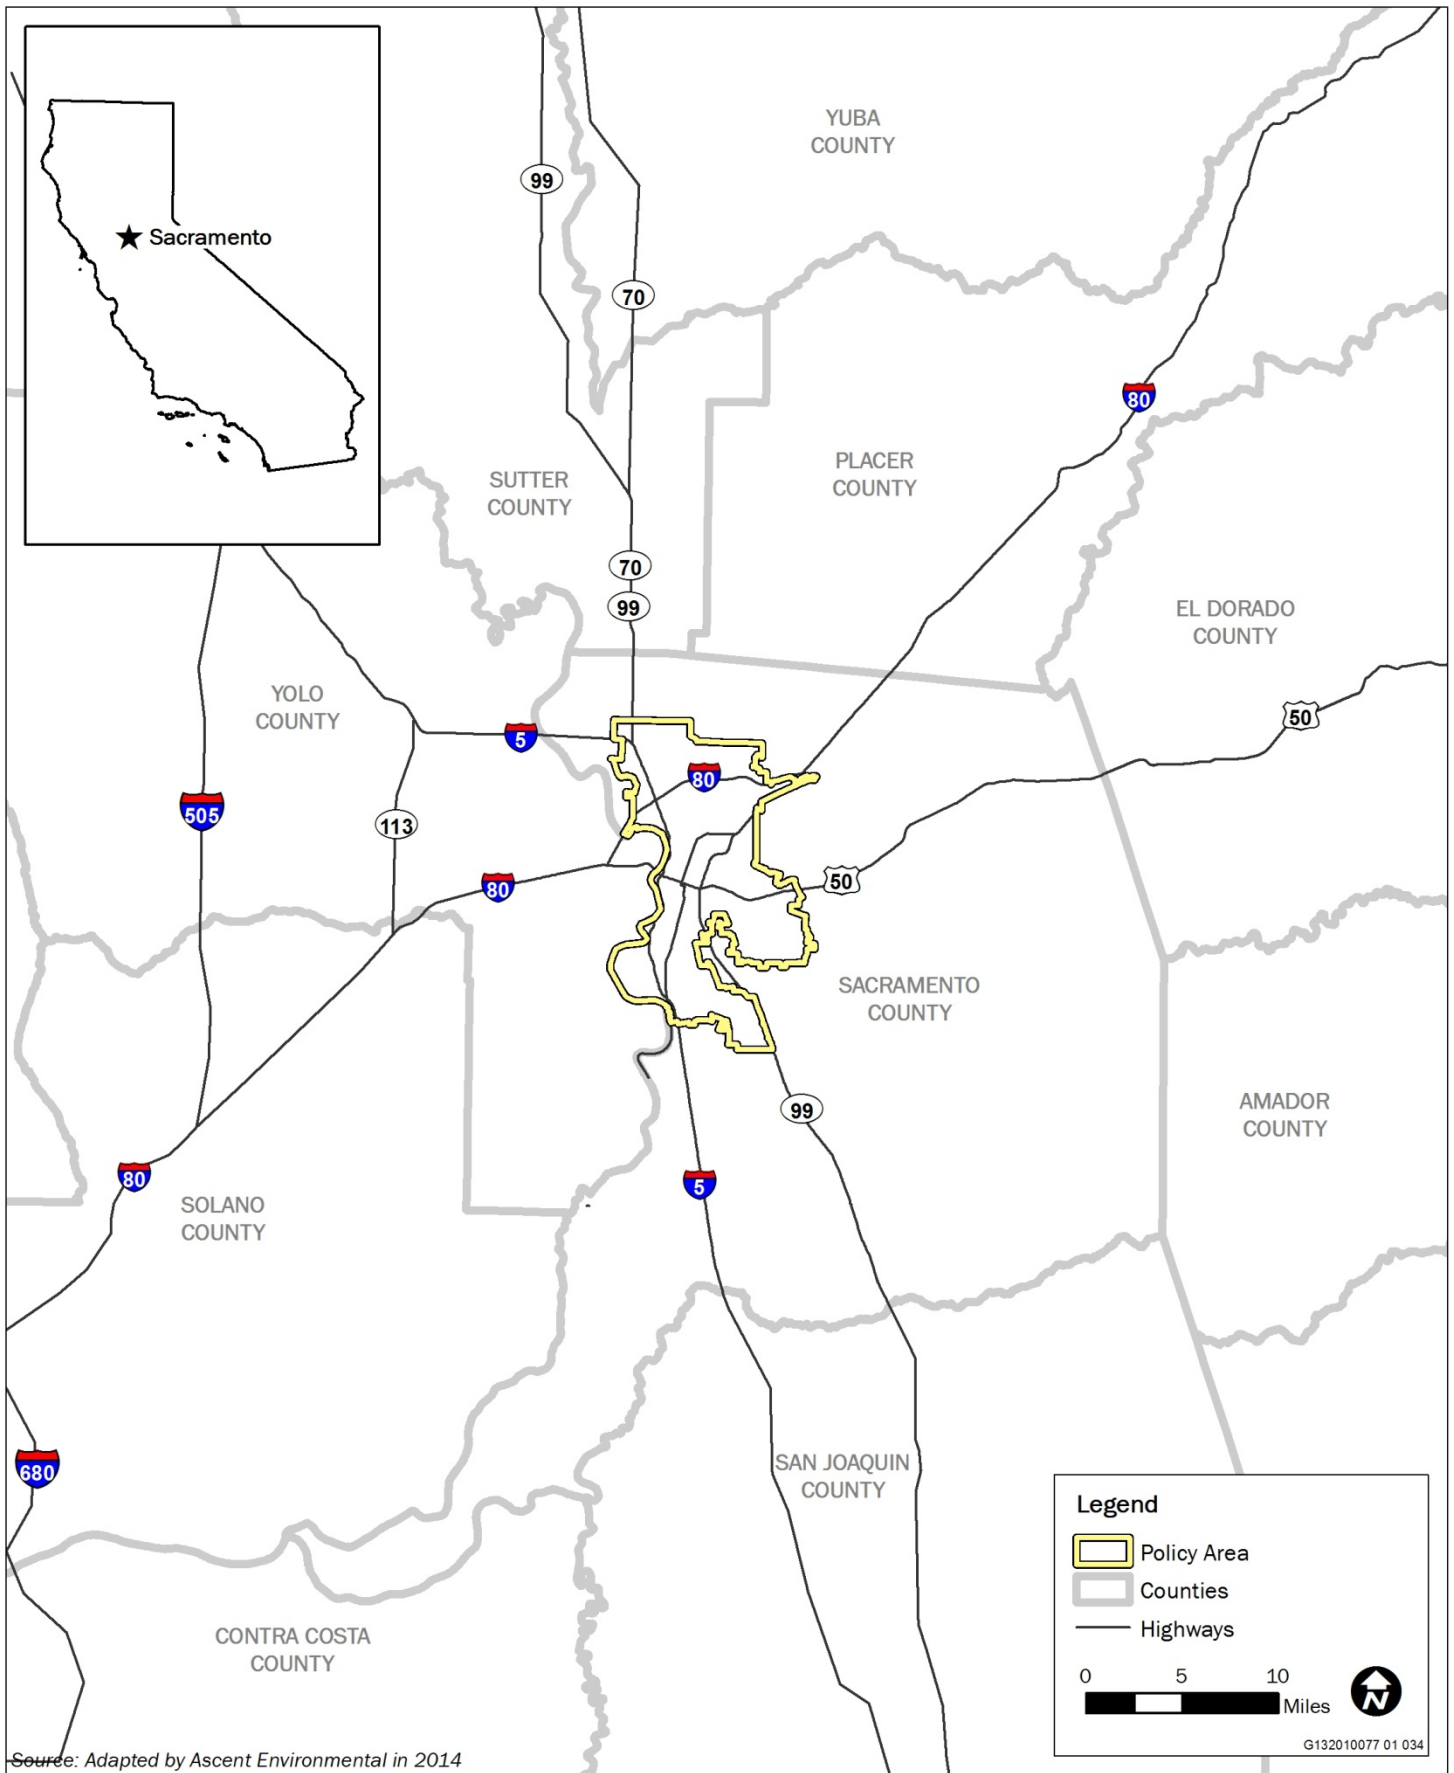 YUBA
COUNTY
99
Sacramento
70
80
PLACER
COUNTY
SUTTER
COUNTY
70
99
EL DORADO
COUNTY
YOLO
COUNTY
50
5
80
505
113
50
80
SACRAMENTO
COUNTY
AMADOR
COUNTY
99
80
5
SOLANO
COUNTY
680
SAN JOAQUIN
COUNTY
CONTRA COSTA
COUNTY
Legend
Policy Area
Counties
Highways
0 5 10
Miles
N
G132010077 01 034
Source: Adapted by Ascent Environmental in 2014